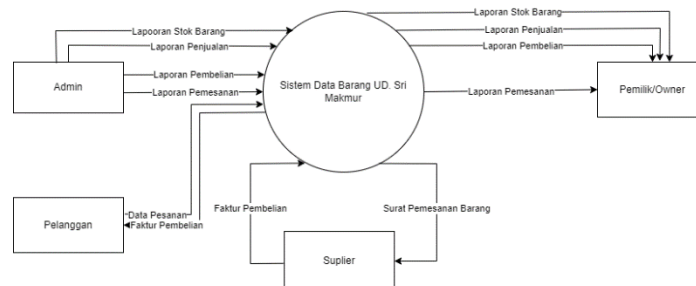 Lapooran Stok Barang
Laporan Penjualan
Laporan Pembelian
Laporan Pemesanan
Admin
Sistem Data Barang UD. Sri
Makmur
Laporan Stok Barang
Laporan Penjualan
Laporan Pembelian
Laporan Pemesanan
Pemilik/Owner
Pelanggan
Data Pesanan
Faktur Pembelian
Faktur Pembelian
Surat Pemesanan Barang
Suplier